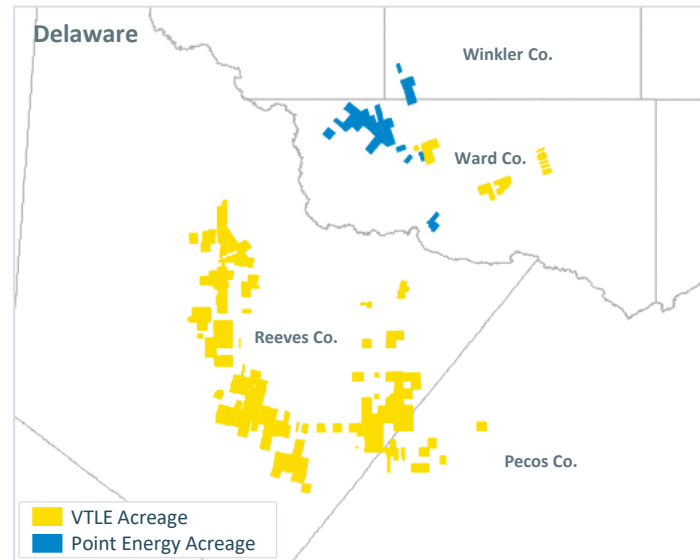 Delaware
Winkler Co.
Ward Co.
Reeves Co.
Pecos Co.
VTLE Acreage
Point Energy Acreage